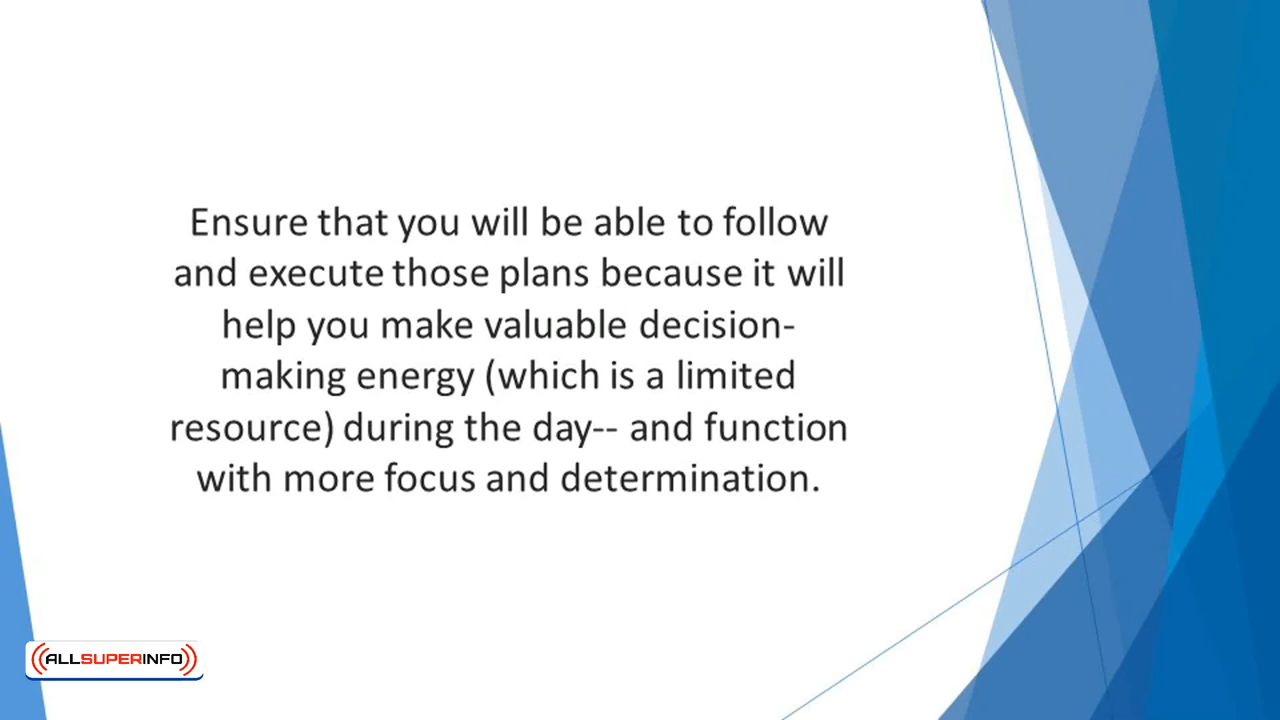 Ensure that you will be able to follow
and execute those plans because it will
help you make valuable decision-
making energy (which is a limited
resource) during the day-- and function
with more focus and determination.
ALLSUPERINFO